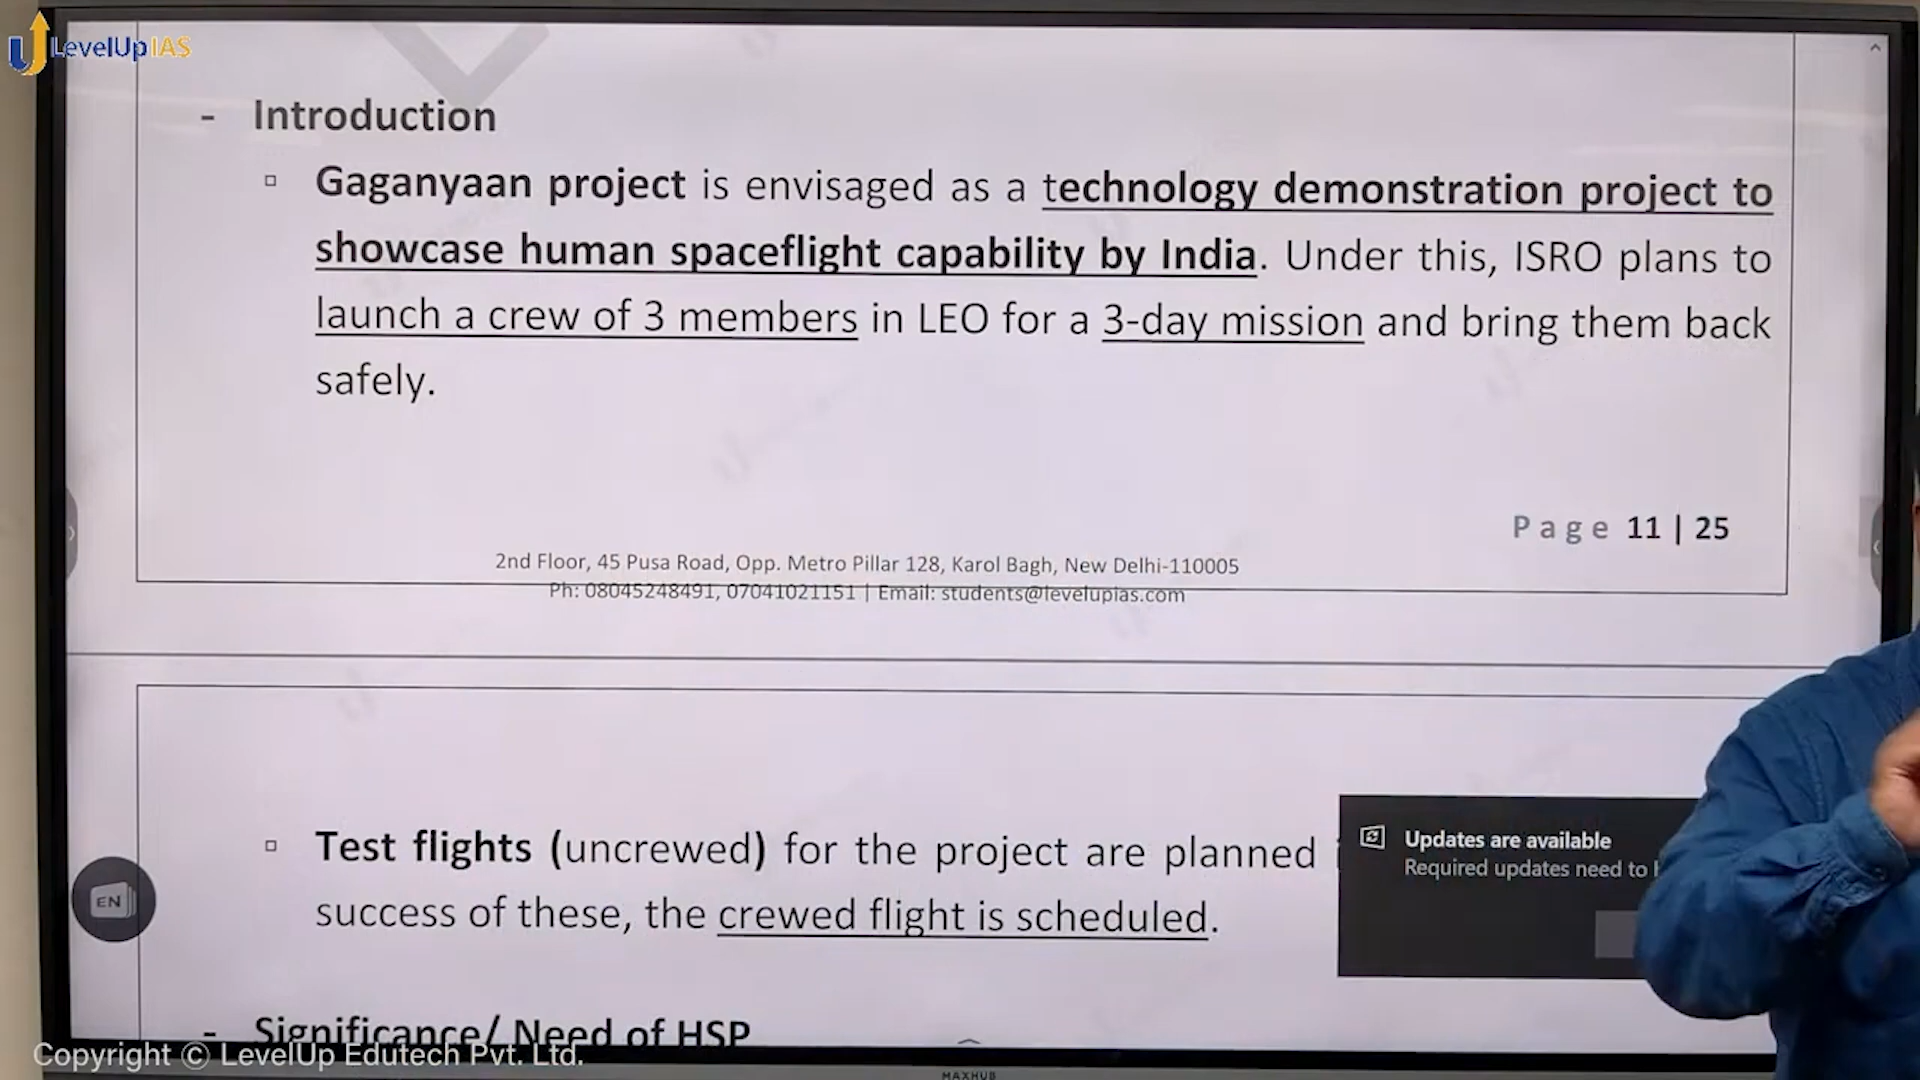 LevelUp IAS
- Introduction
▫ Gaganyaan project is envisaged as a technology demonstration project to
showcase human spaceflight capability by India. Under this, ISRO plans to
launch a crew of 3 members in LEO for a 3-day mission and bring them back
safely.
Page 11 | 25
2nd Floor, 45 Pusa Road, Opp. Metro Pillar 128, Karol Bagh, New Delhi-110005
Ph: 08045248491, 07041021151 | Email: students@levelupias.com
▫ Test flights (uncrewed) for the project are planned
Updates are available
Required updates need to
EN
success of these, the crewed flight is scheduled.
- Significance/ Need of HSP
Copyright © LevelUp Edutech Pvt. Ltd.
MAXHUB